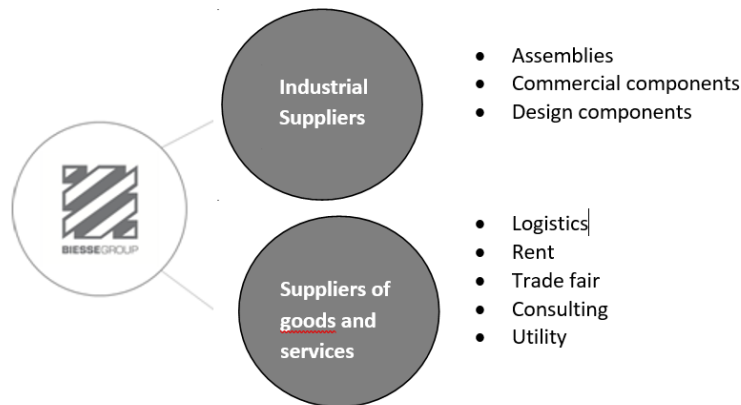 Industrial
Suppliers
• Assemblies
• Commercial components
• Design components
BIESSEGROUP
Suppliers of
goods and
services
• Logistics
• Rent
• Trade fair
• Consulting
• Utility